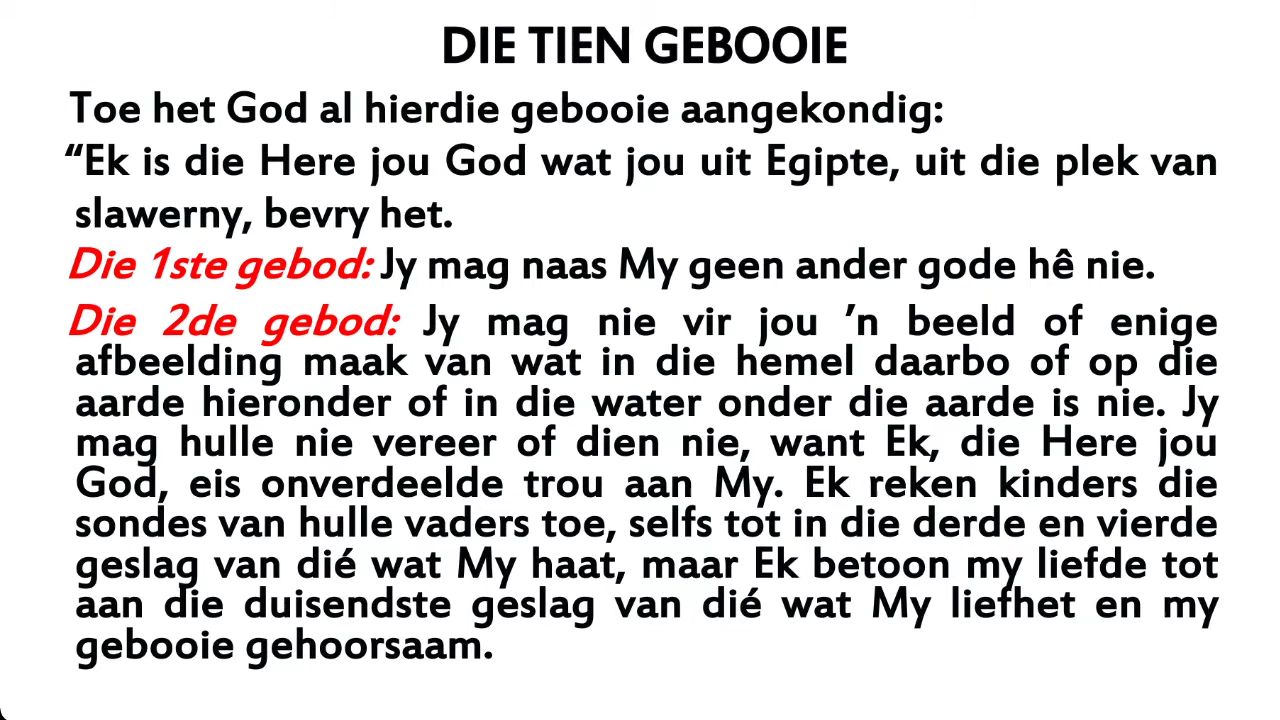 DIE TIEN GEBOOIE
Toe het God al hierdie gebooie aangekondig:
“Ek is die Here jou God wat jou uit Egipte, uit die plek van
slawerny, bevry het.
Die 1ste gebod: Jy mag naas My geen ander gode hê nie.
Die 2de gebod: Jy mag nie vir jou ’n beeld of enige
afbeelding maak van wat in die hemel daarbo of op die
aarde hieronder of in die water onder die aarde is nie. Jy
mag hulle nie vereer of dien nie, want Ek, die Here jou
God, eis onverdeelde trou aan My. Ek reken kinders die
sondes van hulle vaders toe, selfs tot in die derde en vierde
geslag van dié wat My haat, maar Ek betoon my liefde tot
aan die duisendste geslag van dié wat My liefhet en my
gebooie gehoorsaam.